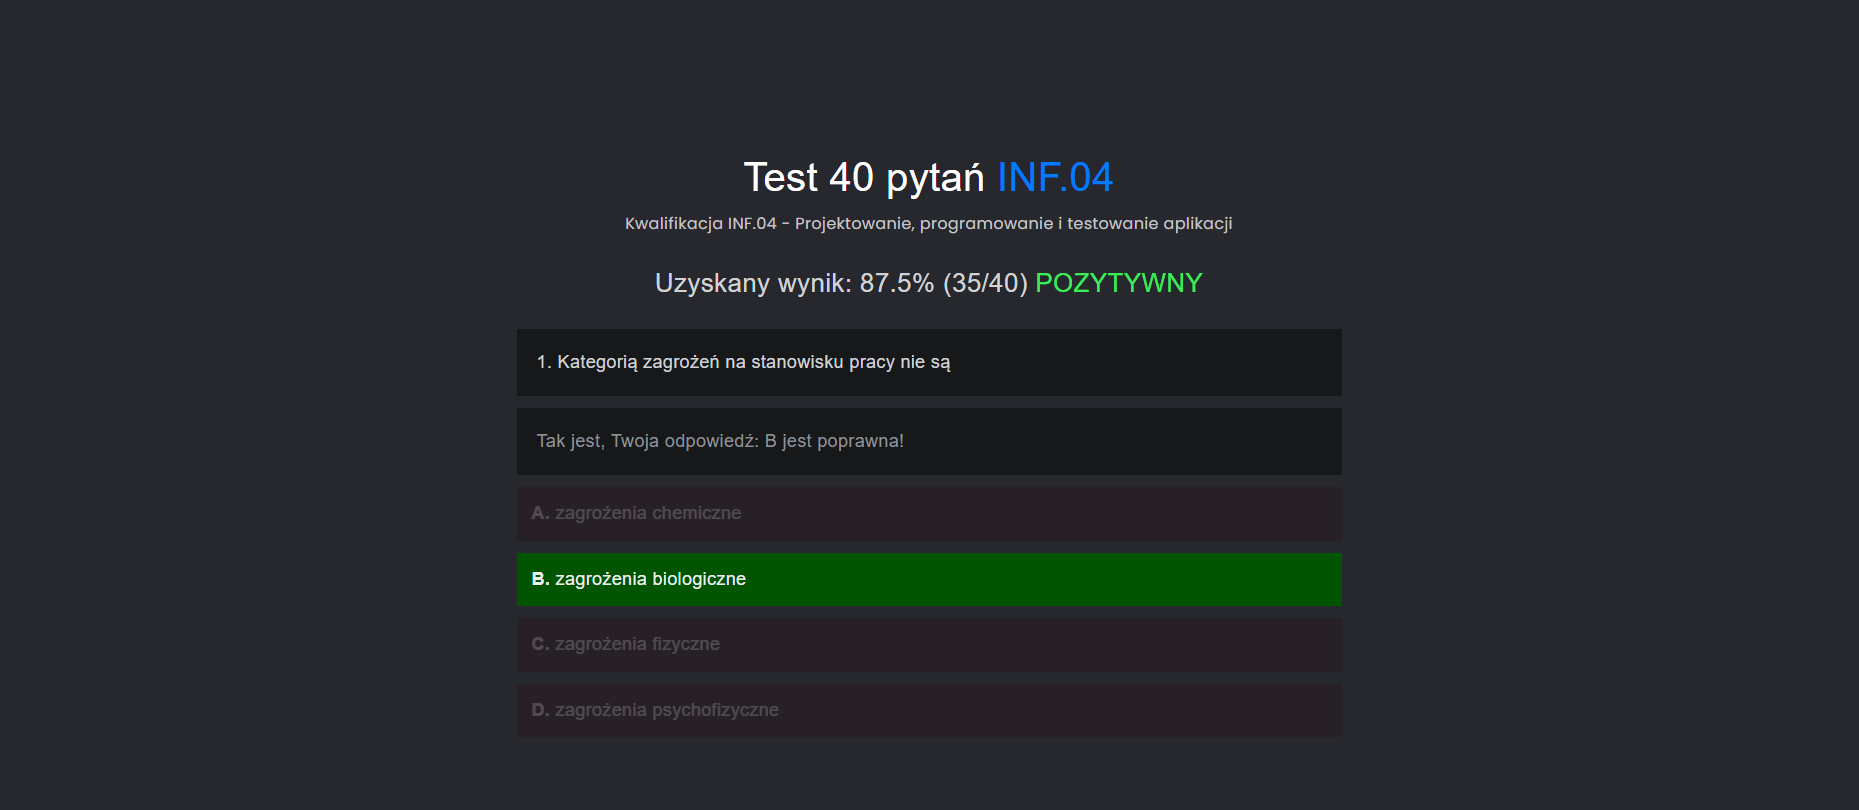 Test 40 pytań INF.04
Kwalifikacja INF.04 - Projektowanie, programowanie i testowanie aplikacji
Uzyskany wynik: 87.5% (35/40) POZYTYWNY
1. Kategorią zagrożeń na stanowisku pracy nie są
Tak jest, Twoja odpowiedź: B jest poprawna!
A. zagrożenia chemiczne
B. zagrożenia biologiczne
C. zagrożenia fizyczne
D. zagrożenia psychofizyczne